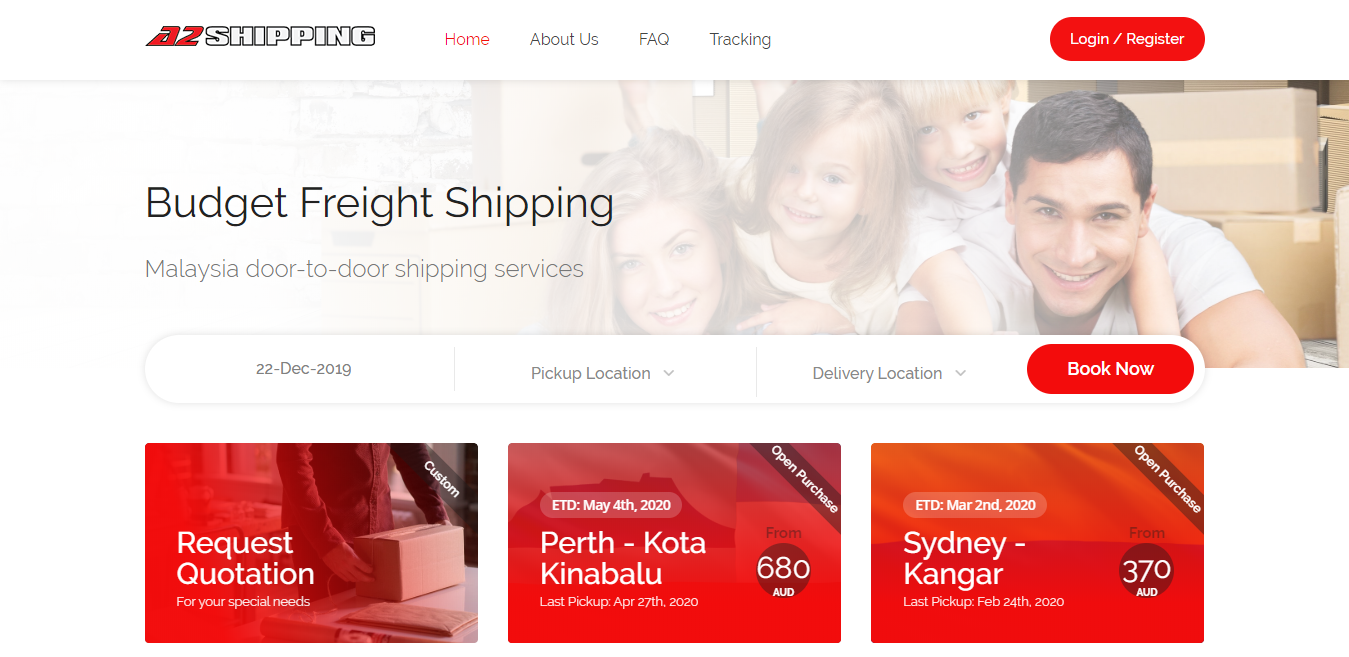 A2 SHIPPING
Home
About Us
FAQ
Tracking
Login / Register
Budget Freight Shipping
Malaysia door-to-door shipping services
22-Dec-2019
Pickup Location
Delivery Location
Book Now
Custom
Request
Quotation
For your special needs
Open Purchase
ETD: May 4th, 2020
Perth - Kota
Kinabalu
Last Pickup: Apr 27th, 2020
From
680
AUD
Open Purchase
ETD: Mar 2nd, 2020
Sydney -
Kangar
Last Pickup: Feb 24th, 2020
From
370
AUD